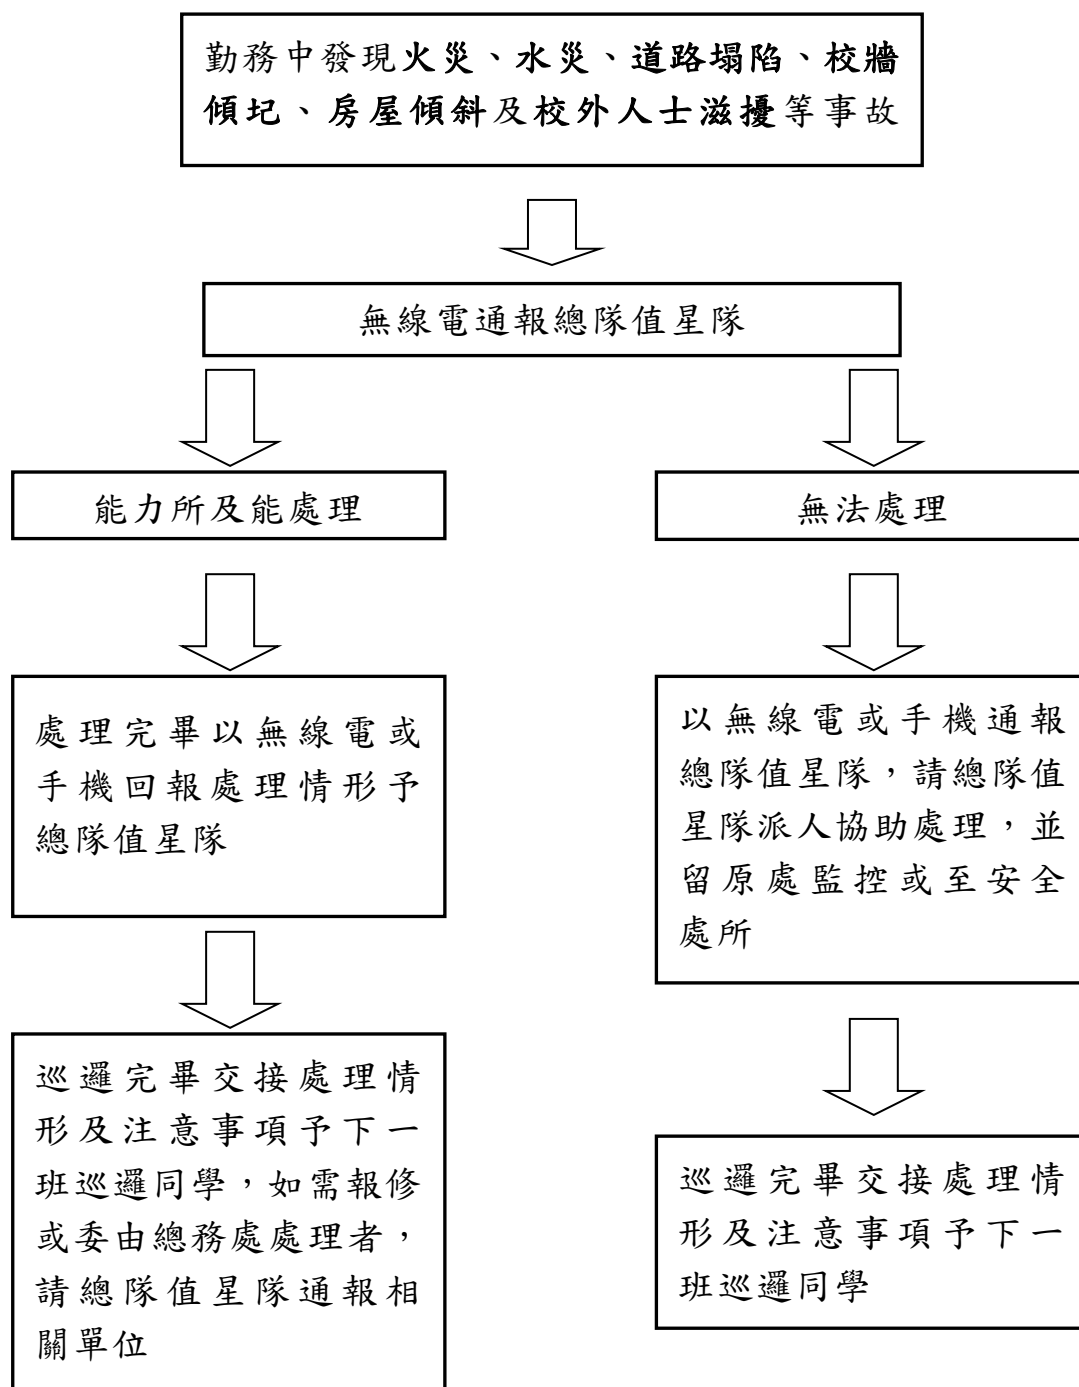 勤務中發現火災、水災、道路塌陷、校牆
傾圮、房屋傾斜及校外人士滋擾等事故
無線電通報總隊值星隊
能力所及能處理
無法處理
處理完畢以無線電或
手機回報處理情形予
總隊值星隊
以無線電或手機通報
總隊值星隊，請總隊值
星隊派人協助處理，並
留原處監控或至安全
處所
巡邏完畢交接處理情
形及注意事項予下一
班巡邏同學，如需報修
或委由總務處處理者，
請總隊值星隊通報相
關單位
巡邏完畢交接處理情
形及注意事項予下一
班巡邏同學